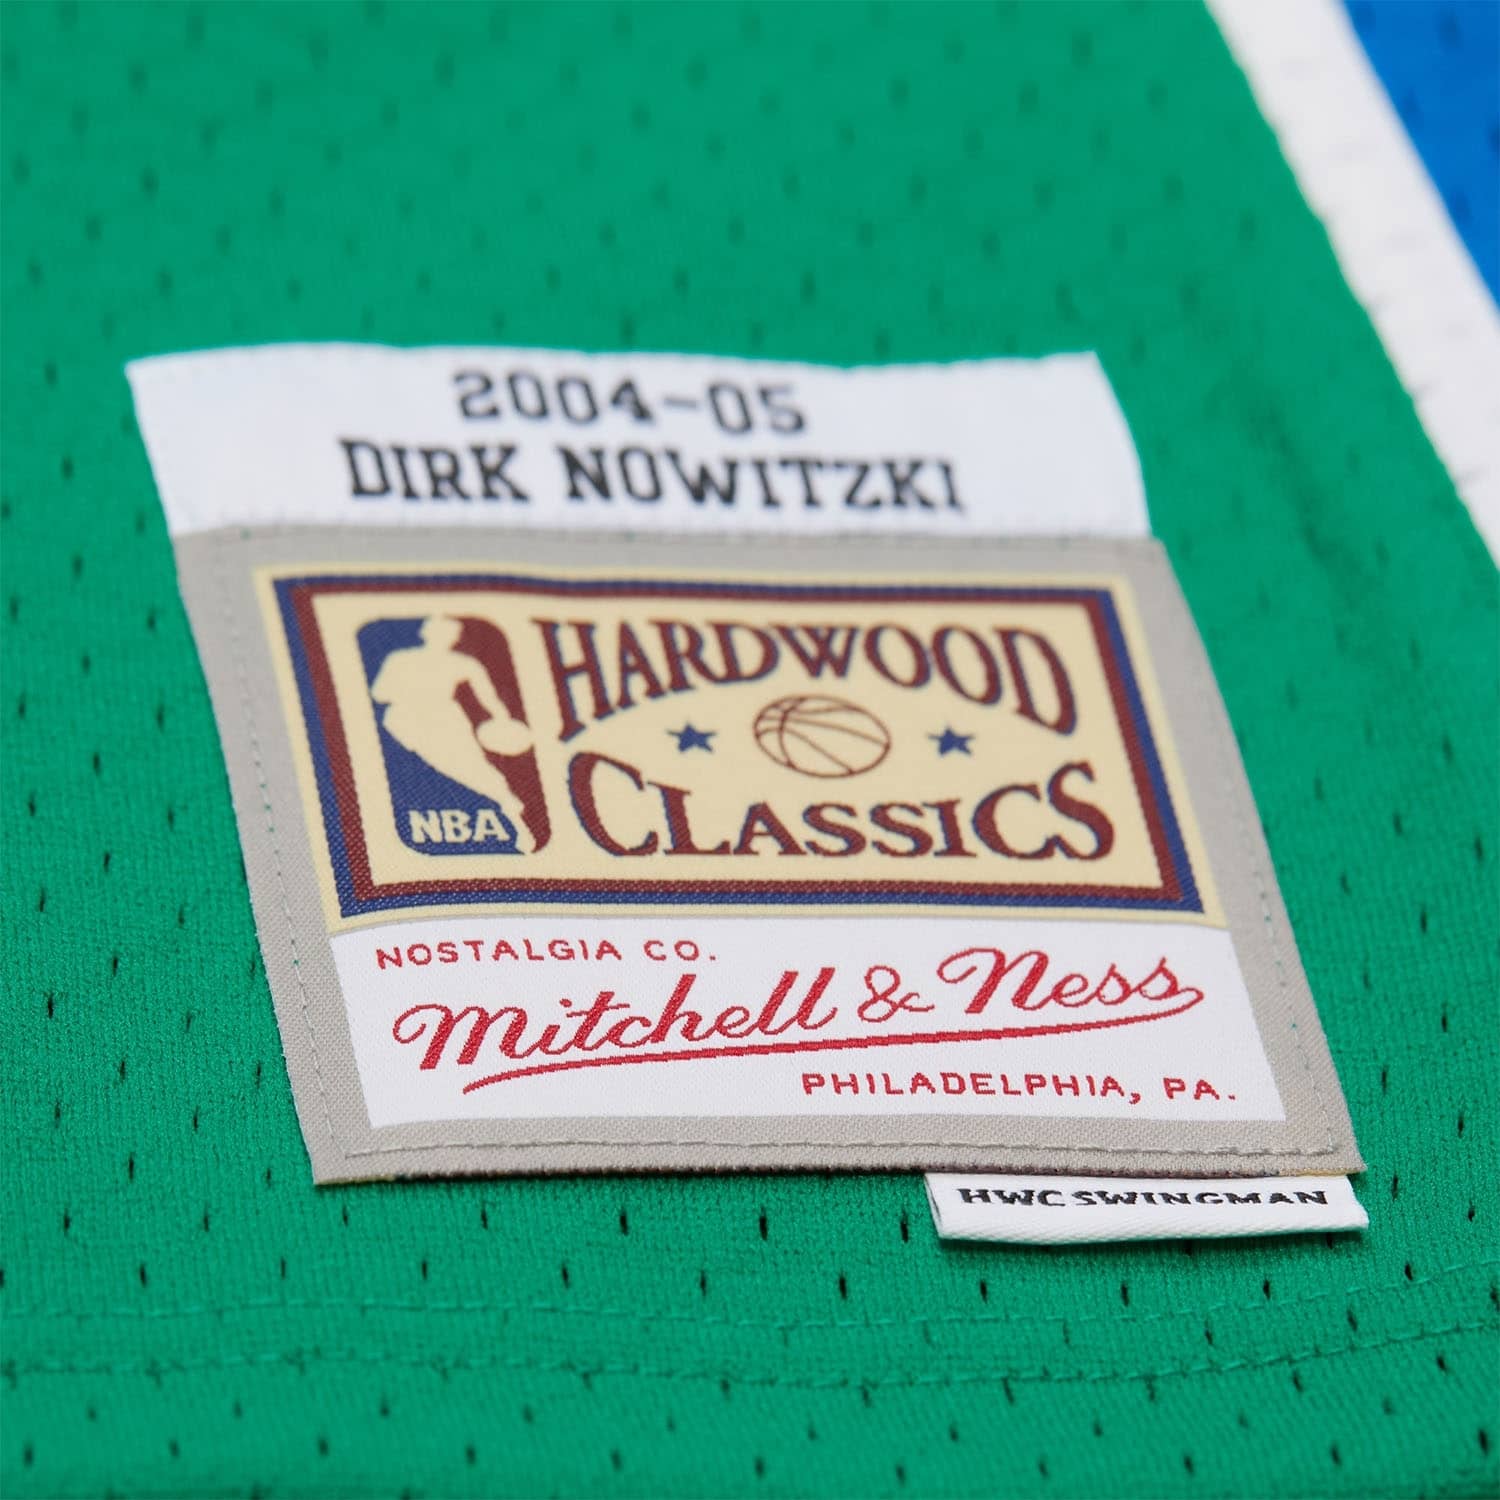 2004-05
DIRK NOWITZKI
HARDWOOD
CLASSICS
NBA
NOSTALGIA CO.
Mitchell & Ness
PHILADELPHIA, PA.
HWC SWINGMAN